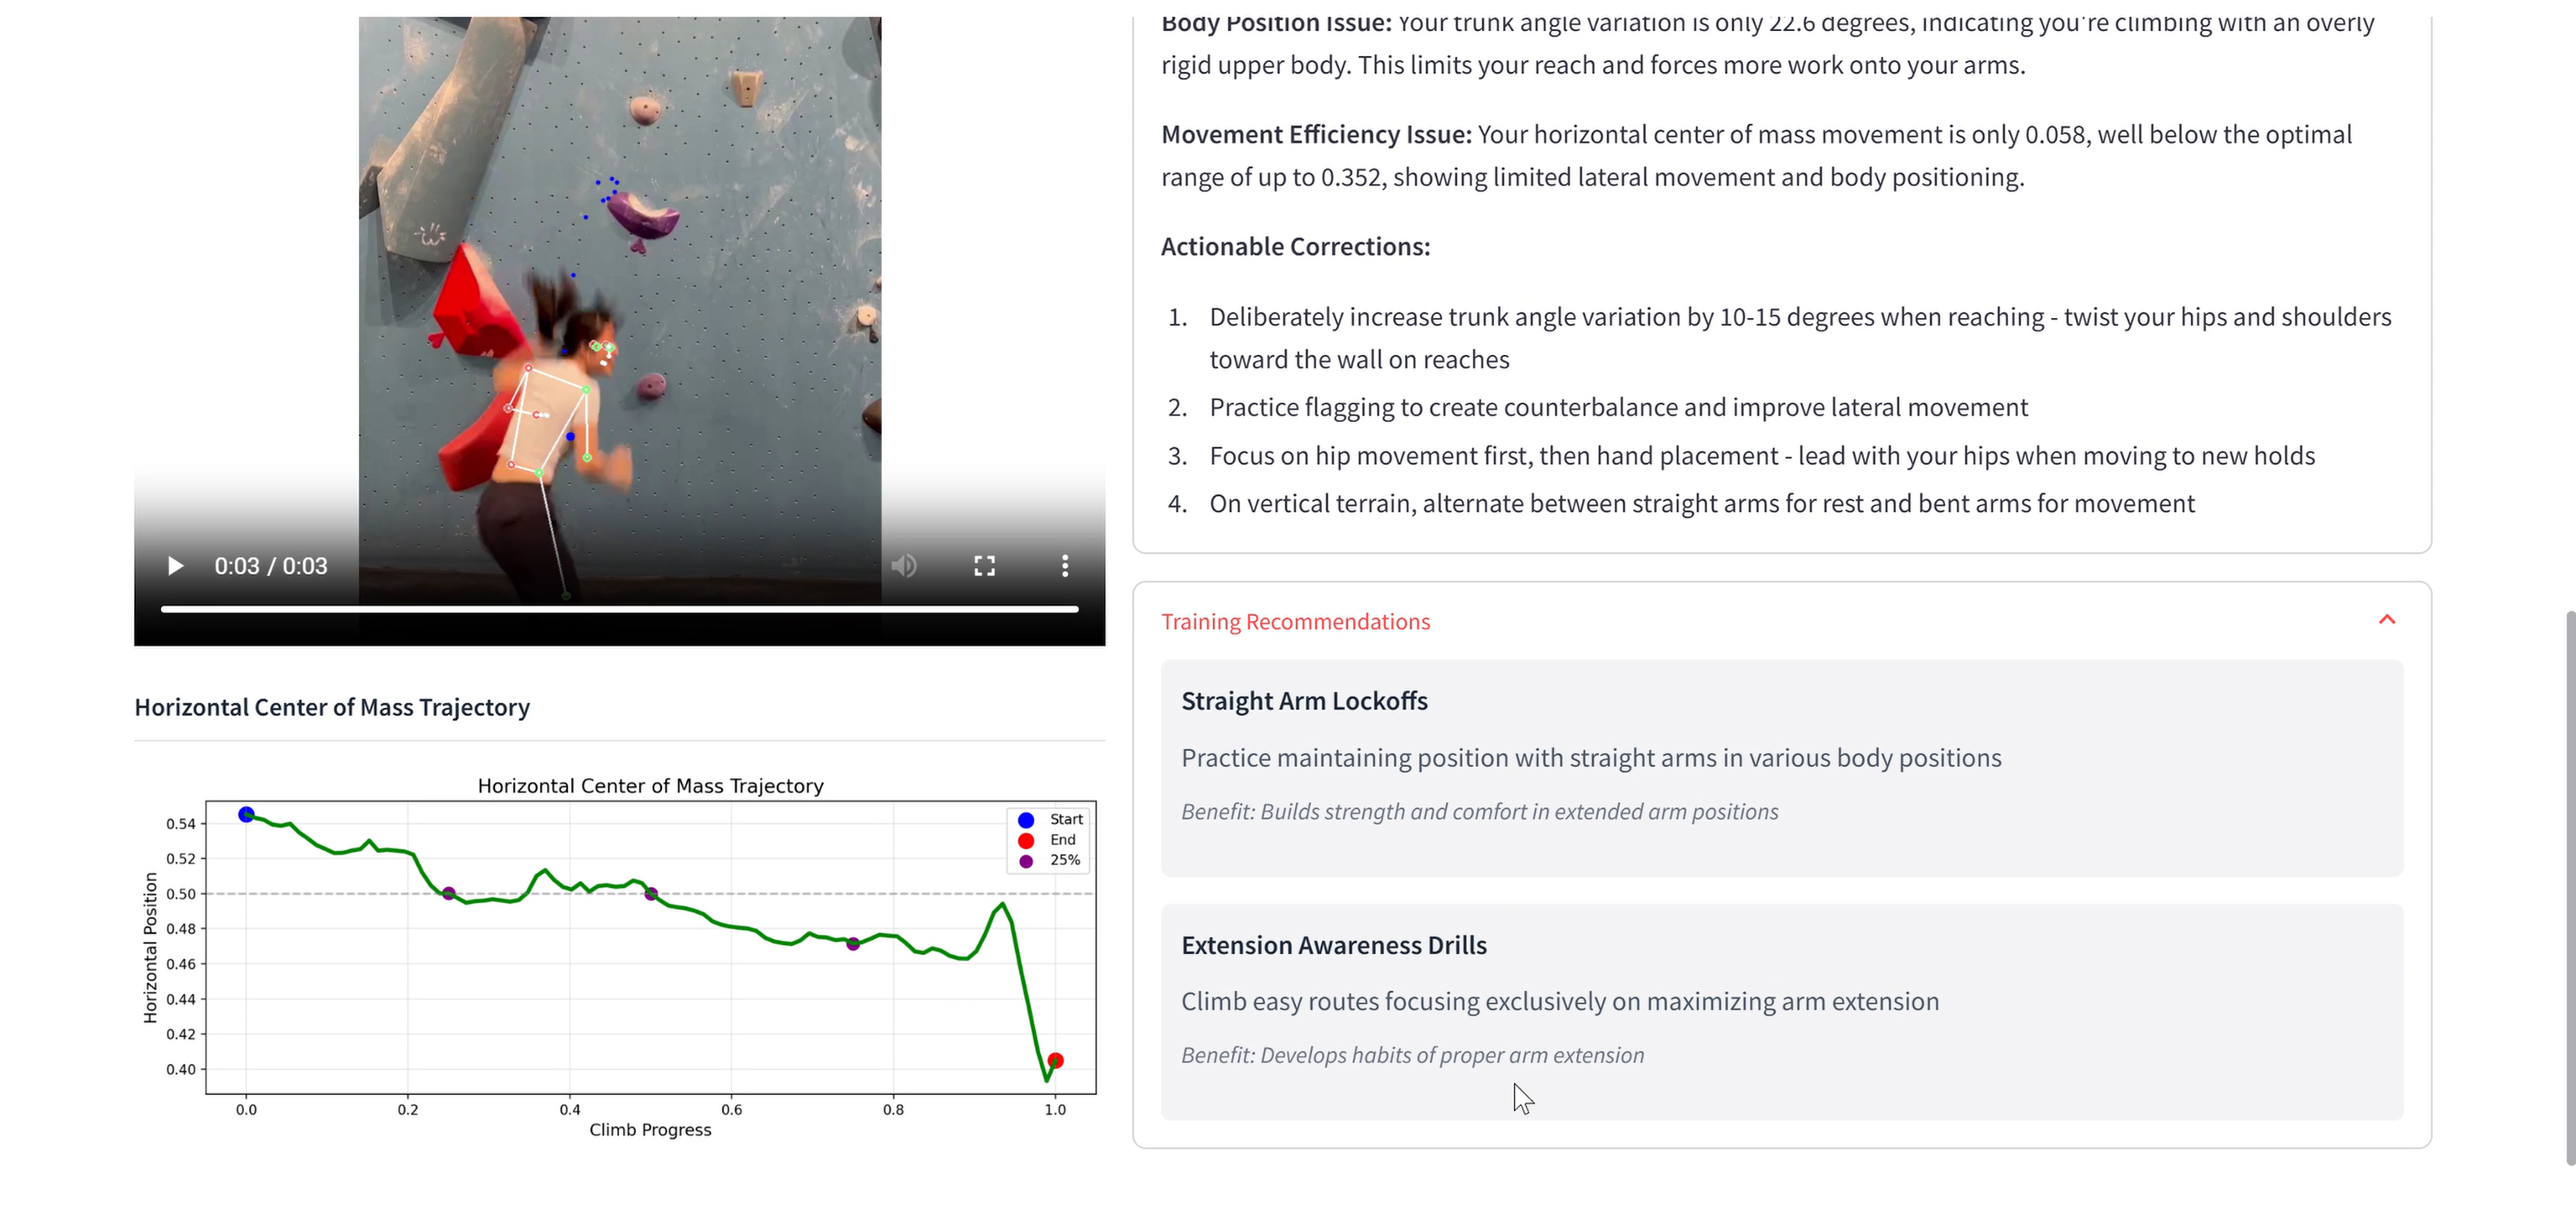 Body Position Issue: Your trunk angle variation is only 22.6 degrees, indicating you're climbing with an overly
rigid upper body. This limits your reach and forces more work onto your arms.
Movement Efficiency Issue: Your horizontal center of mass movement is only 0.058, well below the optimal
range of up to 0.352, showing limited lateral movement and body positioning.
Actionable Corrections:
1. Deliberately increase trunk angle variation by 10-15 degrees when reaching - twist your hips and shoulders
toward the wall on reaches
2. Practice flagging to create counterbalance and improve lateral movement
3. Focus on hip movement first, then hand placement - lead with your hips when moving to new holds
4. On vertical terrain, alternate between straight arms for rest and bent arms for movement
0:03 / 0:03
Training Recommendations
Straight Arm Lockoffs
Practice maintaining position with straight arms in various body positions
Benefit: Builds strength and comfort in extended arm positions
Extension Awareness Drills
Climb easy routes focusing exclusively on maximizing arm extension
Benefit: Develops habits of proper arm extension
Horizontal Center of Mass Trajectory
Horizontal Center of Mass Trajectory
Start
End
25%
0.54
0.52
0.50
0.48
0.46
0.44
0.42
0.40
Horizontal Position
0.0 0.2 0.4 0.6 0.8 1.0
Climb Progress